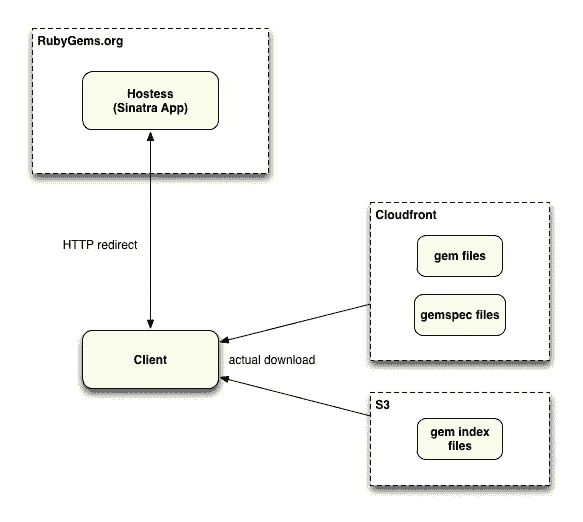 RubyGems.org
Hostess
(Sinatra App)
HTTP redirect
Cloudfront
gem files
gemspec files
Client
actual download
S3
gem index
files